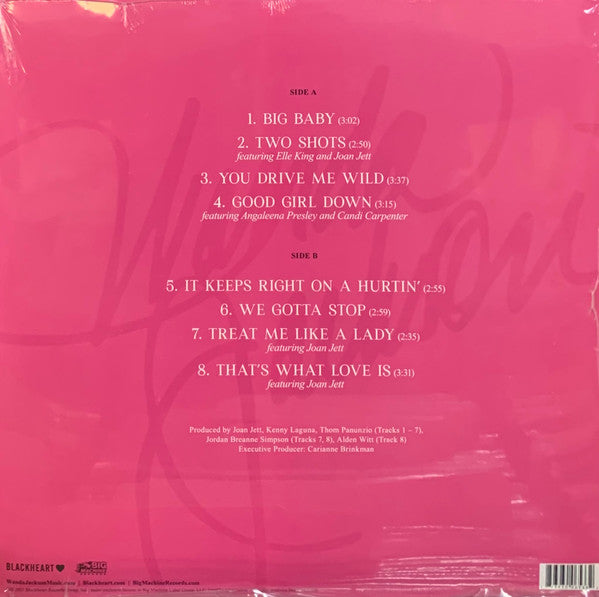 SIDE A
1. BIG BABY (3:02)
2. TWO SHOTS (2:50)
featuring Elle King and Joan Jett
3. YOU DRIVE ME WILD (3:37)
4. GOOD GIRL DOWN (3:15)
featuring Angaleena Presley and Candi Carpenter
SIDE B
5. IT KEEPS RIGHT ON A HURTIN' (2:55)
6. WE GOTTA STOP (2:59)
7. TREAT ME LIKE A LADY (2:35)
featuring Joan Jett
8. THAT'S WHAT LOVE IS (3:31)
featuring Joan Jett
Produced by Joan Jett, Kenny Laguna, Thom Panunzio (Tracks 1 – 7),
Jordan Breanne Simpson (Tracks 7, 8), Alden Witt (Track 8)
Executive Producer: Carianne Brinkman
Wanda Jackson
BLACKHEART BIG
WandaJacksonMusic.com | Blackheart.com | BigMachineRecords.com